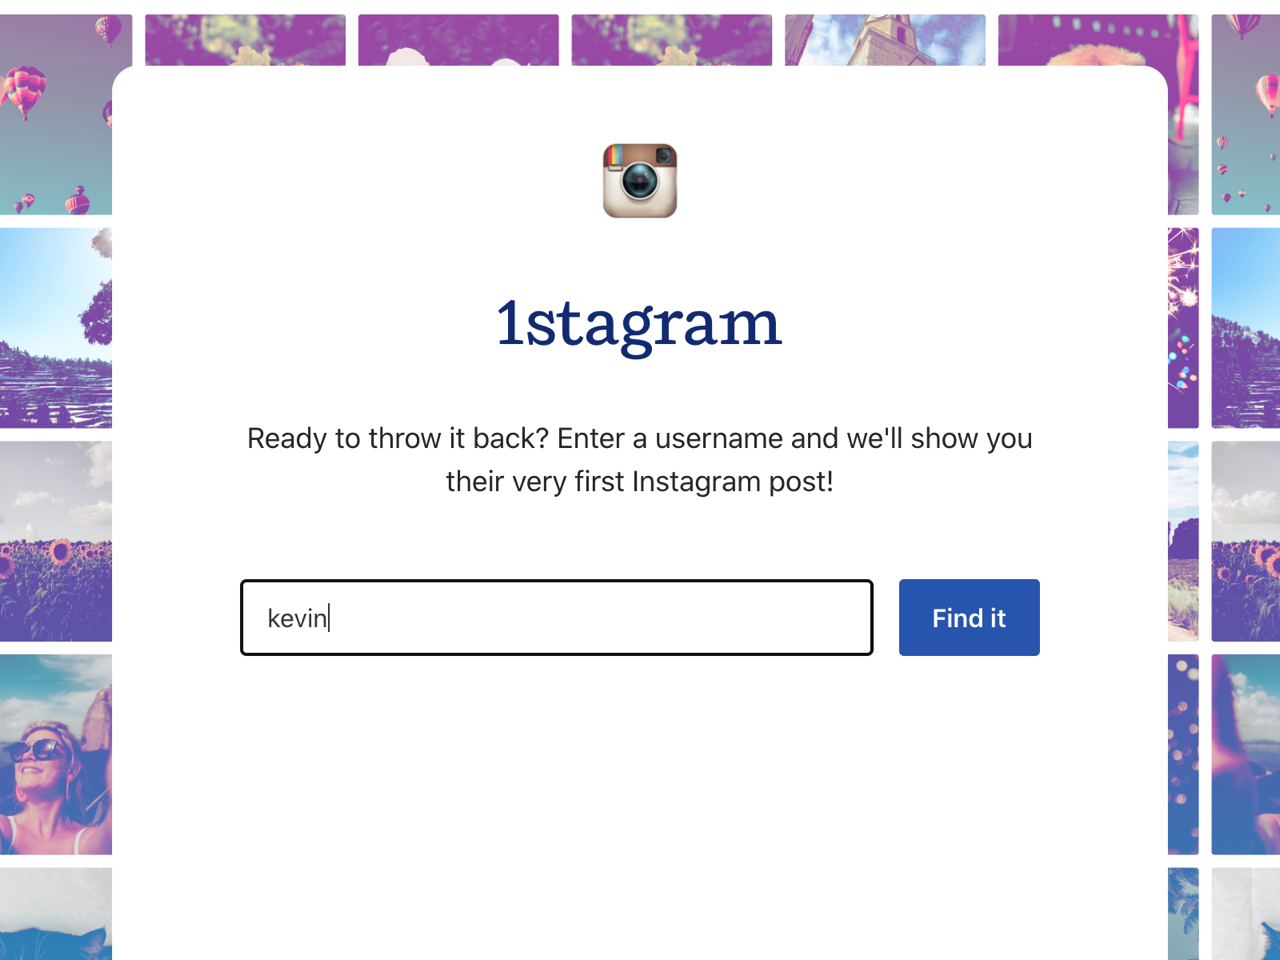 1stagram
Ready to throw it back? Enter a username and we'll show you
their very first Instagram post!
kevin
Find it